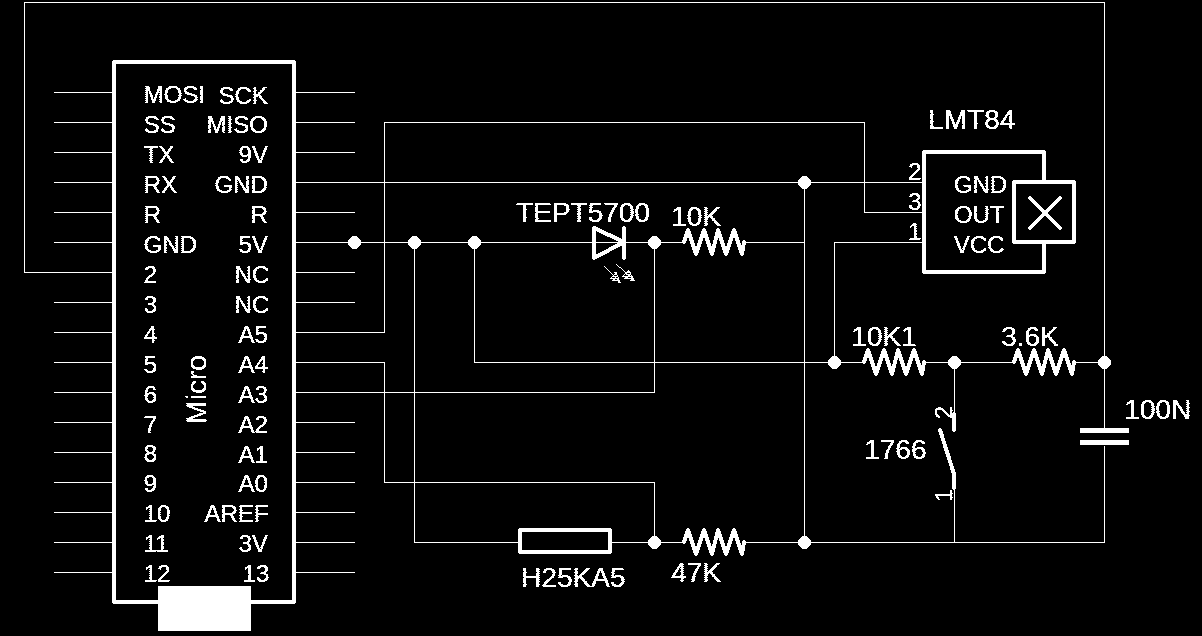 MOSI SCK
SS MISO
TX 9V
RX GND
R R
GND 5V
2 NC
3 NC
4 A5
5 A4
6 A3
7 A2
8 A1
9 A0
10 AREF
11 3V
12 13
Micro
TEPT5700
10K
LMT84
2 GND
3 OUT
1 VCC
10K1
3.6K
100N
2
1766
1
H25KA5
47K